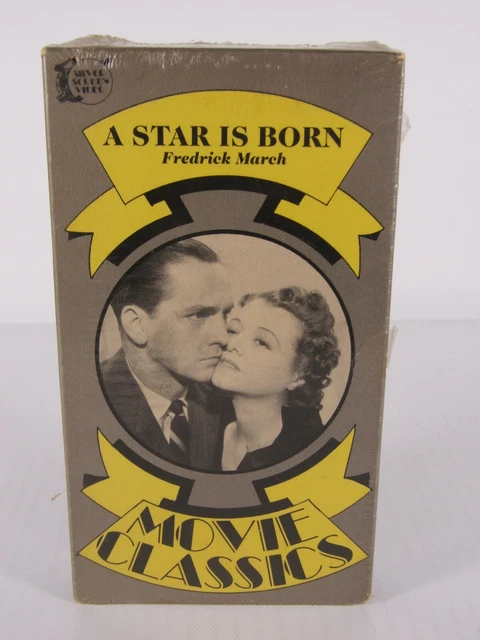 SILVER
SCREEN
VIDEO
A STAR IS BORN
Fredrick March
MOVIE
CLASSICS